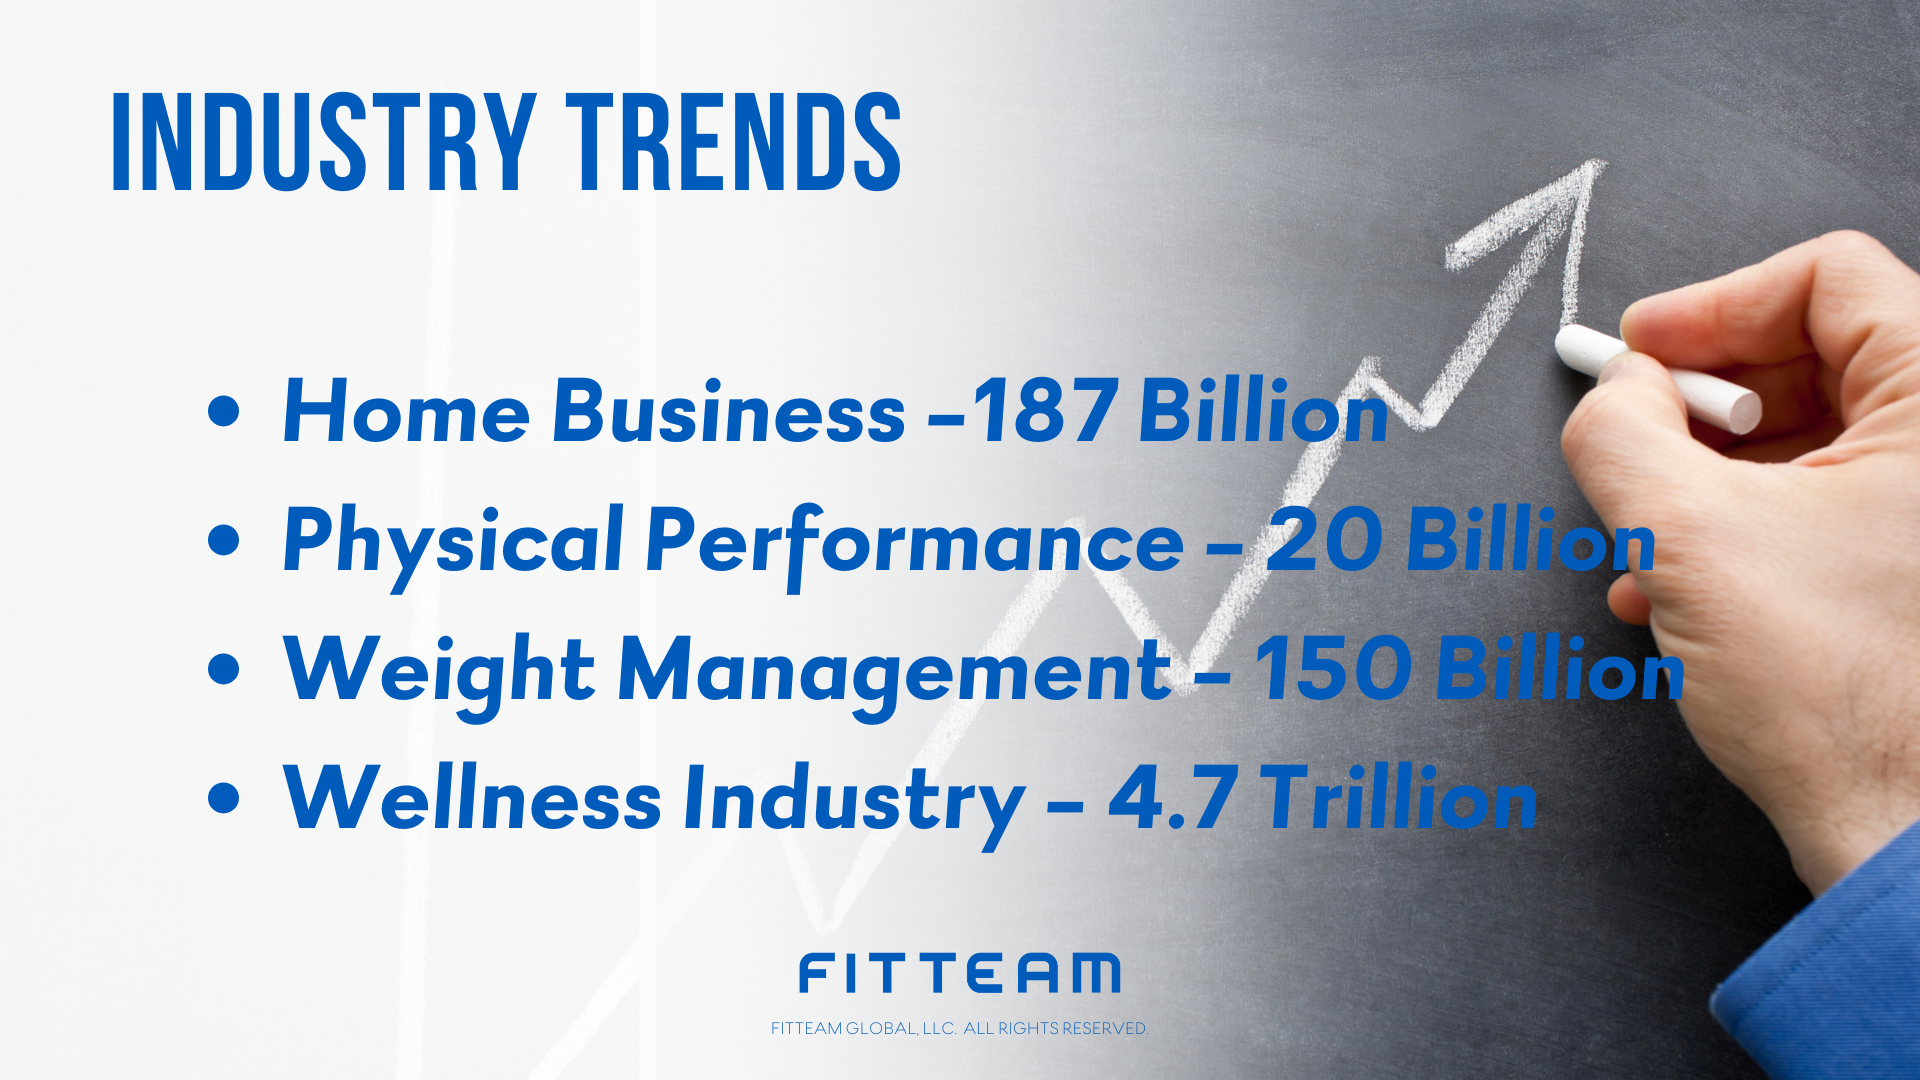 INDUSTRY TRENDS
• Home Business –187 Billion
• Physical Performance – 20 Billion
• Weight Management – 150 Billion
• Wellness Industry – 4.7 Trillion
FITTEAM
FITTEAM GLOBAL, LLC. ALL RIGHTS RESERVED.